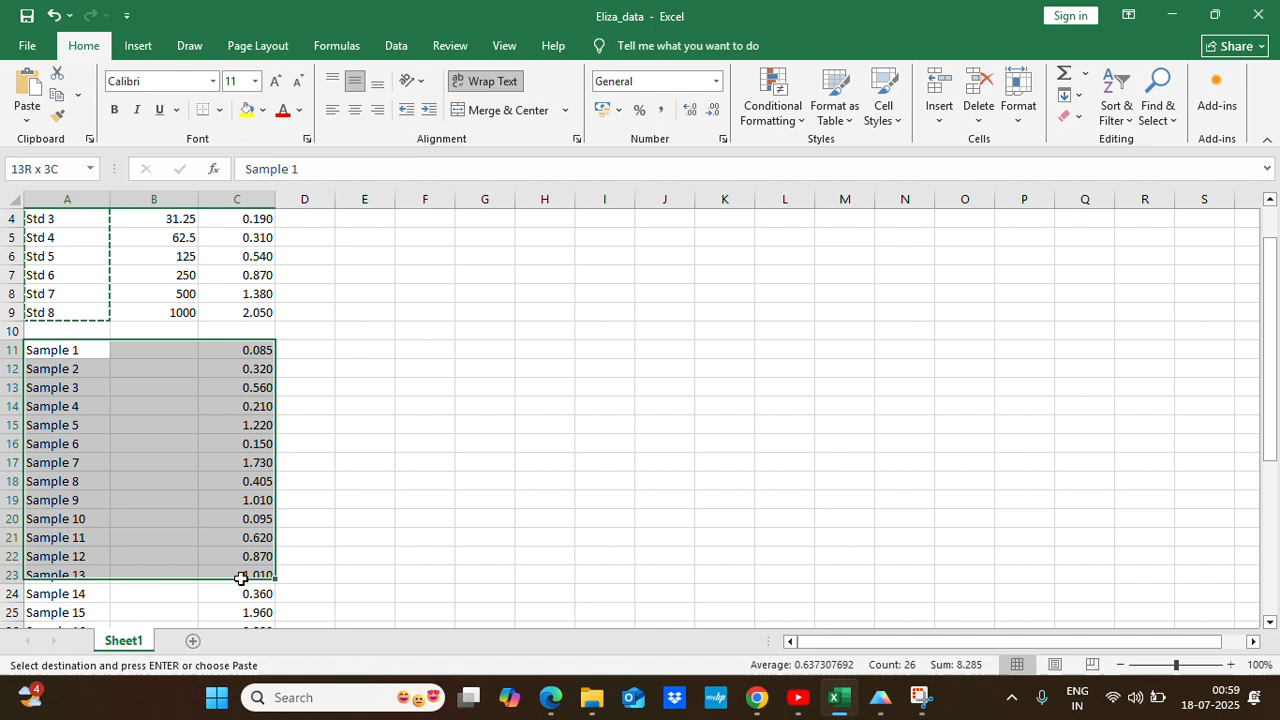 Eliza_data - Excel
Sign in
File Home Insert Draw Page Layout Formulas Data Review View Help Tell me what you want to do Share
Paste Calibri 11 Wrap Text General Conditional Formatting Format as Table Cell Styles Insert Delete Format Sort & Filter Find & Select Add-ins
B I U Merge & Center
Clipboard Font Alignment Number Styles Cells Editing Add-ins
13R x 3C fx Sample 1
A B C D E F G H I J K L M N O P Q R S
4 Std 3 31.25 0.190
5 Std 4 62.5 0.310
6 Std 5 125 0.540
7 Std 6 250 0.870
8 Std 7 500 1.380
9 Std 8 1000 2.050
10
11 Sample 1 0.085
12 Sample 2 0.320
13 Sample 3 0.560
14 Sample 4 0.210
15 Sample 5 1.220
16 Sample 6 0.150
17 Sample 7 1.730
18 Sample 8 0.405
19 Sample 9 1.010
20 Sample 10 0.095
21 Sample 11 0.620
22 Sample 12 0.870
23 Sample 13 1.010
24 Sample 14 0.360
25 Sample 15 1.960
Sheet1
Select destination and press ENTER or choose Paste Average: 0.637307692 Count: 26 Sum: 8.285 100%
4 Search ENG IN 00:59 18-07-2025